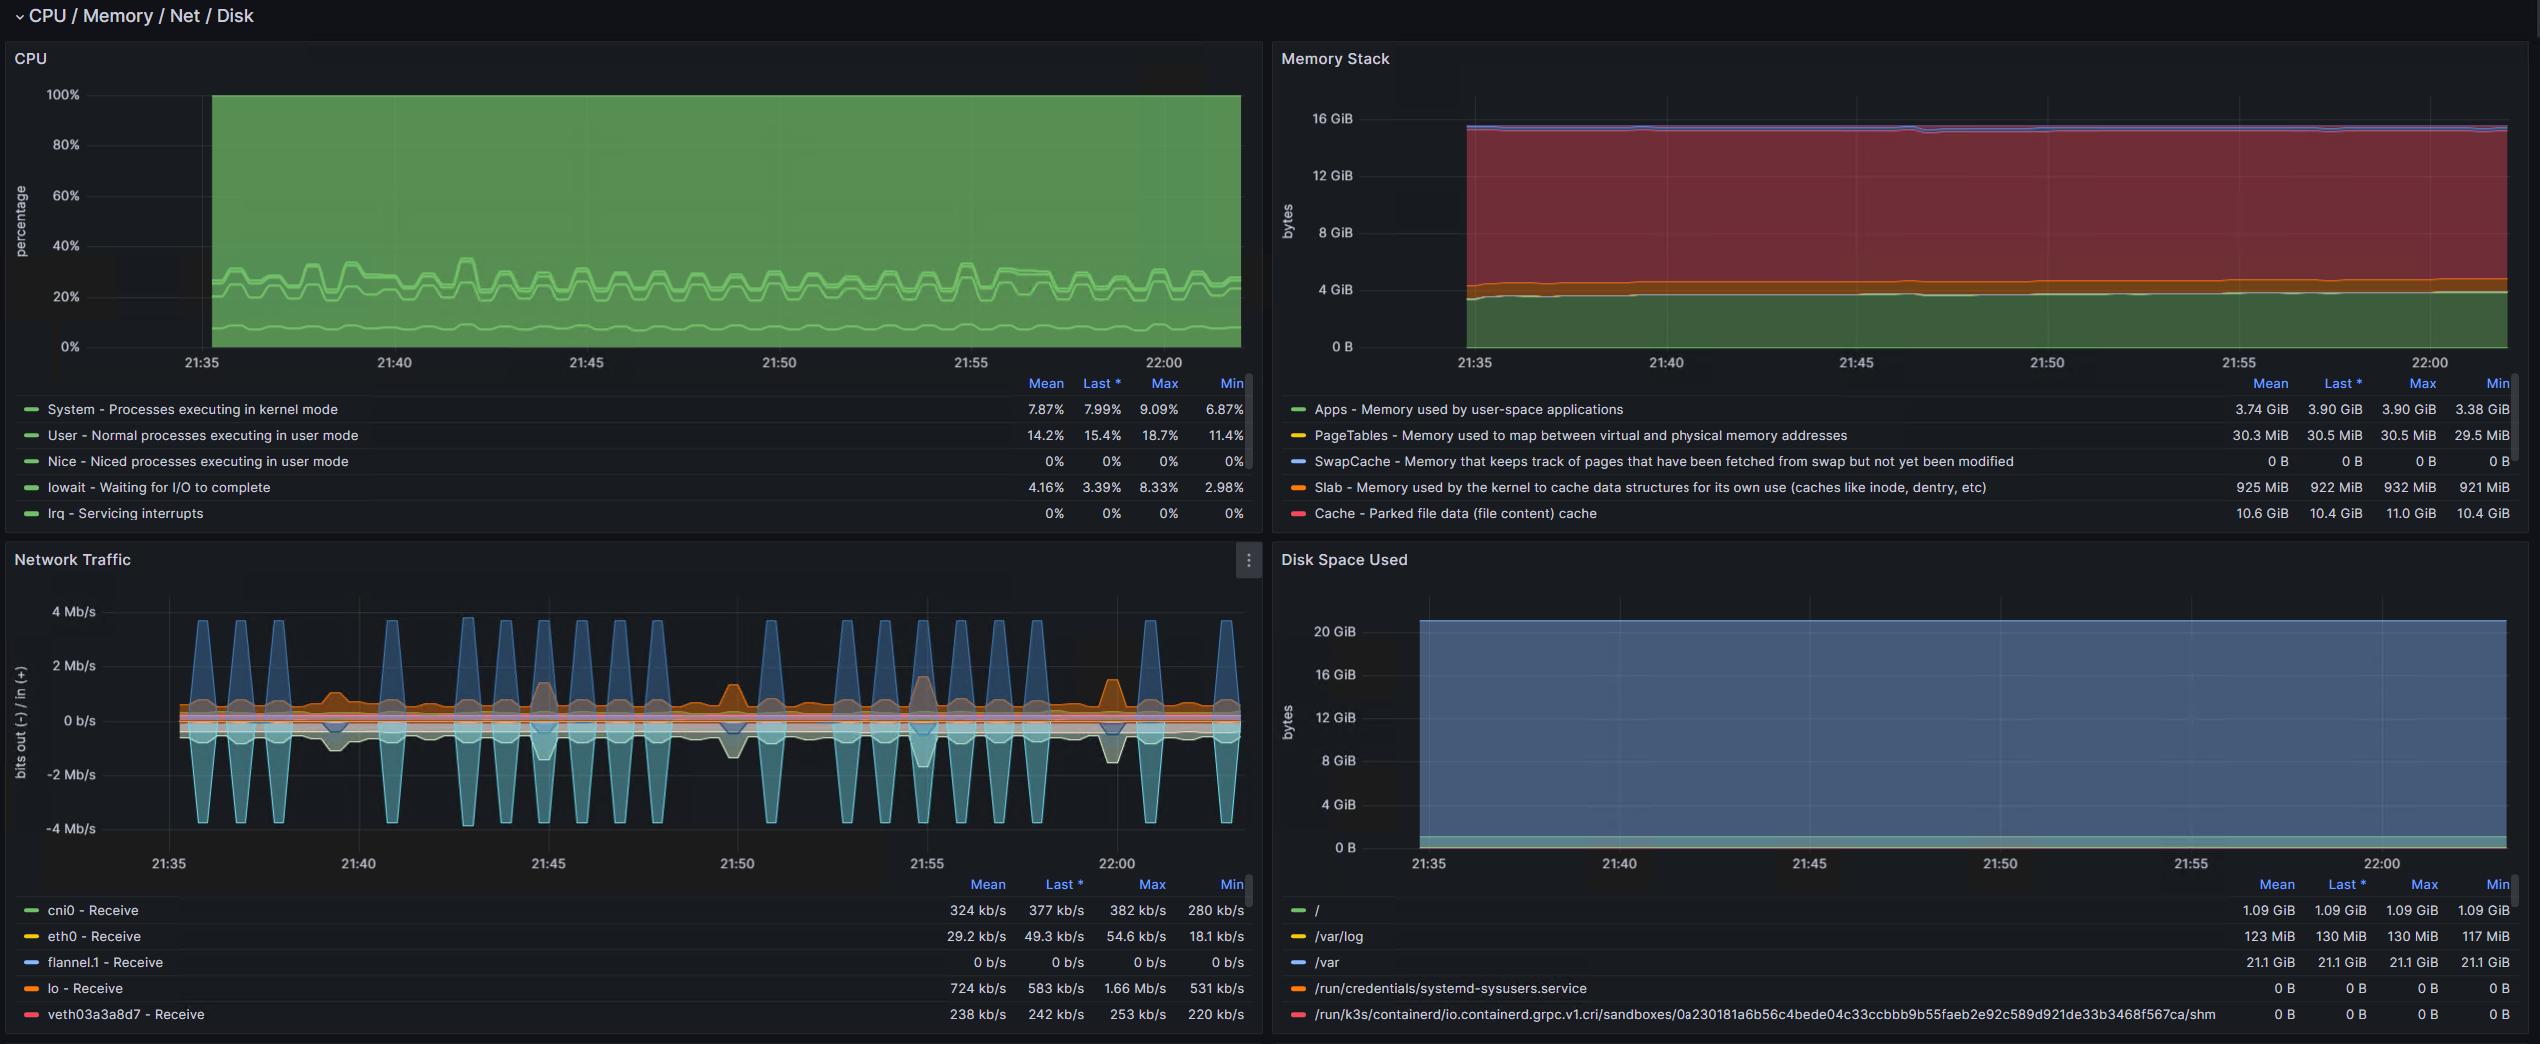 CPU / Memory / Net / Disk
CPU
100%
80%
60%
40%
20%
0%
percentage
21:35 21:40 21:45 21:50 21:55 22:00
Mean Last * Max Min
System - Processes executing in kernel mode 7.87% 7.99% 9.09% 6.87%
User - Normal processes executing in user mode 14.2% 15.4% 18.7% 11.4%
Nice - Niced processes executing in user mode 0% 0% 0% 0%
Iowait - Waiting for I/O to complete 4.16% 3.39% 8.33% 2.98%
Irq - Servicing interrupts 0% 0% 0% 0%
Memory Stack
16 GiB
12 GiB
8 GiB
4 GiB
0 B
bytes
21:35 21:40 21:45 21:50 21:55 22:00
Mean Last * Max Min
Apps - Memory used by user-space applications 3.74 GiB 3.90 GiB 3.90 GiB 3.38 GiB
PageTables - Memory used to map between virtual and physical memory addresses 30.3 MiB 30.5 MiB 30.5 MiB 29.5 MiB
SwapCache - Memory that keeps track of pages that have been fetched from swap but not yet been modified 0 B 0 B 0 B 0 B
Slab - Memory used by the kernel to cache data structures for its own use (caches like inode, dentry, etc) 925 MiB 922 MiB 932 MiB 921 MiB
Cache - Parked file data (file content) cache 10.6 GiB 10.4 GiB 11.0 GiB 10.4 GiB
Network Traffic
4 Mb/s
2 Mb/s
0 b/s
-2 Mb/s
-4 Mb/s
bits out (-) / in (+)
21:35 21:40 21:45 21:50 21:55 22:00
Mean Last * Max Min
cni0 - Receive 324 kb/s 377 kb/s 382 kb/s 280 kb/s
eth0 - Receive 29.2 kb/s 49.3 kb/s 54.6 kb/s 18.1 kb/s
flannel.1 - Receive 0 b/s 0 b/s 0 b/s 0 b/s
lo - Receive 724 kb/s 583 kb/s 1.66 Mb/s 531 kb/s
veth03a3a8d7 - Receive 238 kb/s 242 kb/s 253 kb/s 220 kb/s
Disk Space Used
20 GiB
16 GiB
12 GiB
8 GiB
4 GiB
0 B
bytes
21:35 21:40 21:45 21:50 21:55 22:00
Mean Last * Max Min
/ 1.09 GiB 1.09 GiB 1.09 GiB 1.09 GiB
/var/log 123 MiB 130 MiB 130 MiB 117 MiB
/var 21.1 GiB 21.1 GiB 21.1 GiB 21.1 GiB
/run/credentials/systemd-sysusers.service 0 B 0 B 0 B 0 B
/run/k3s/containerd/io.containerd.grpc.v1.cri/sandboxes/0a230181a6b56c4bede04c33ccbbb9b55faeb2e92c589d921de33b3468f567ca/shm 0 B 0 B 0 B 0 B